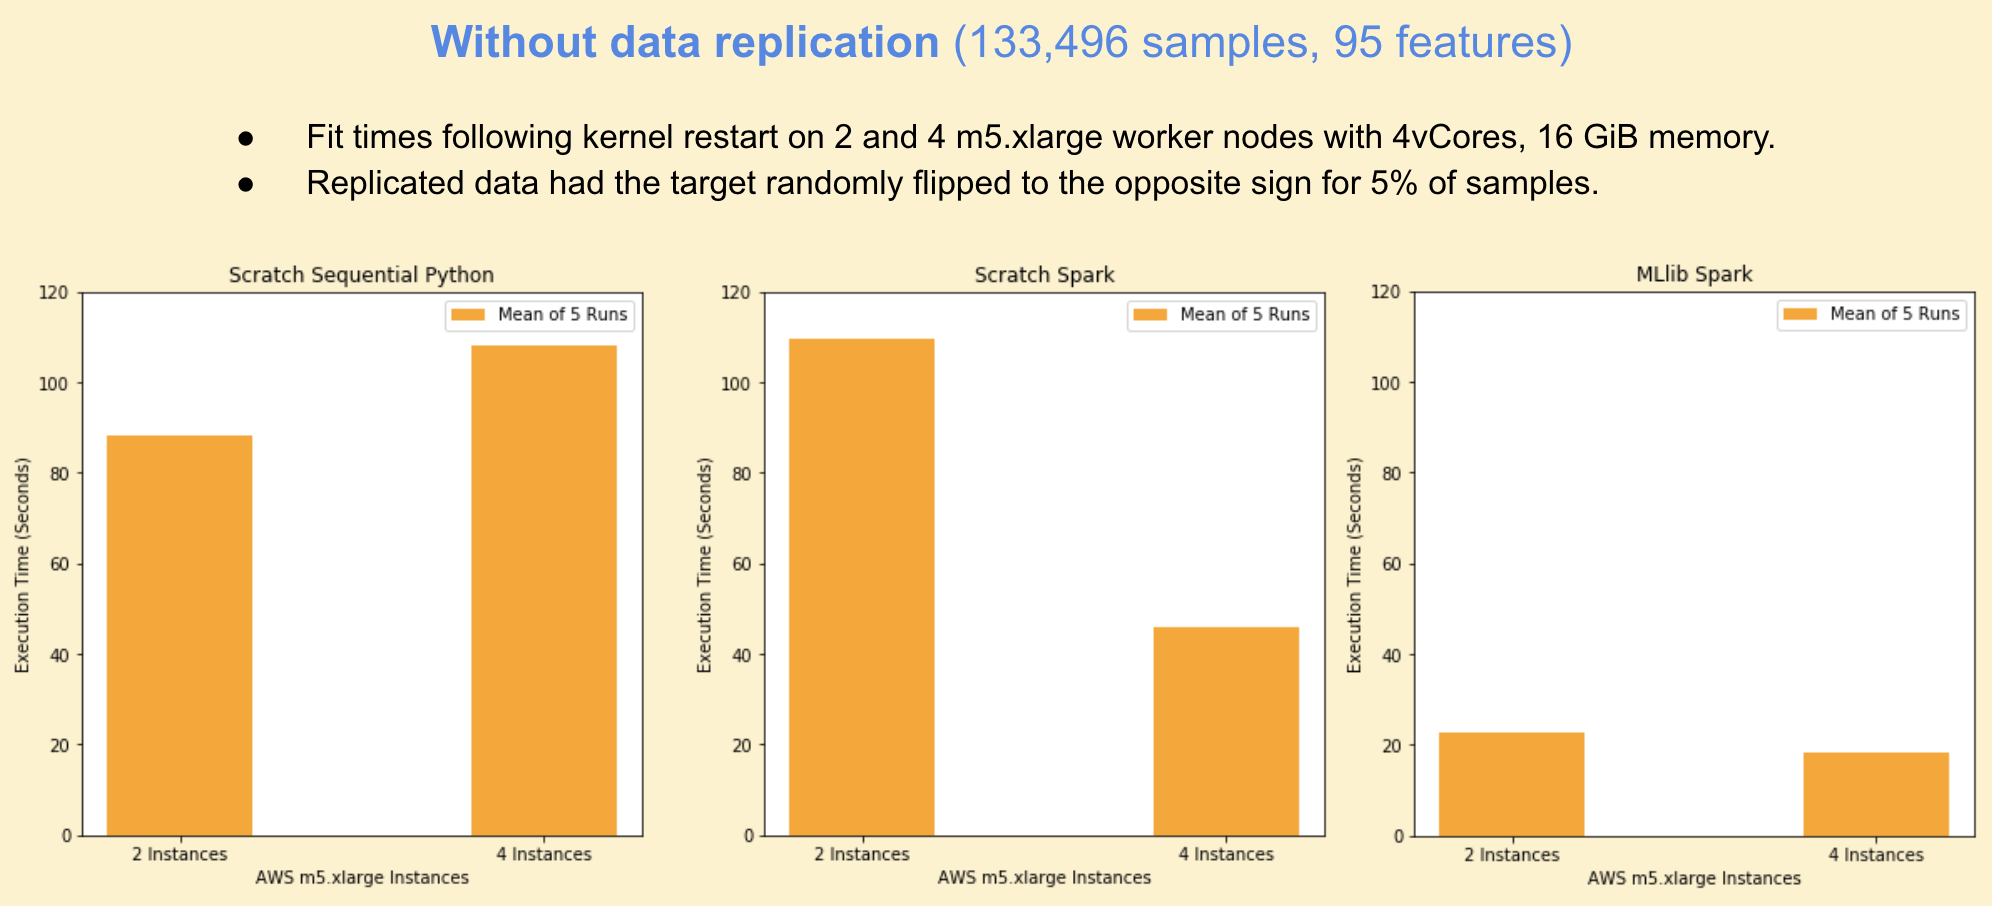 Without data replication (133,496 samples, 95 features)
● Fit times following kernel restart on 2 and 4 m5.xlarge worker nodes with 4vCores, 16 GiB memory.
● Replicated data had the target randomly flipped to the opposite sign for 5% of samples.
Scratch Sequential Python
Mean of 5 Runs
120
100
80
60
40
20
0
Execution Time (Seconds)
2 Instances
4 Instances
AWS m5.xlarge Instances
Scratch Spark
Mean of 5 Runs
120
100
80
60
40
20
0
Execution Time (Seconds)
2 Instances
4 Instances
AWS m5.xlarge Instances
MLlib Spark
Mean of 5 Runs
120
100
80
60
40
20
0
Execution Time (Seconds)
2 Instances
4 Instances
AWS m5.xlarge Instances